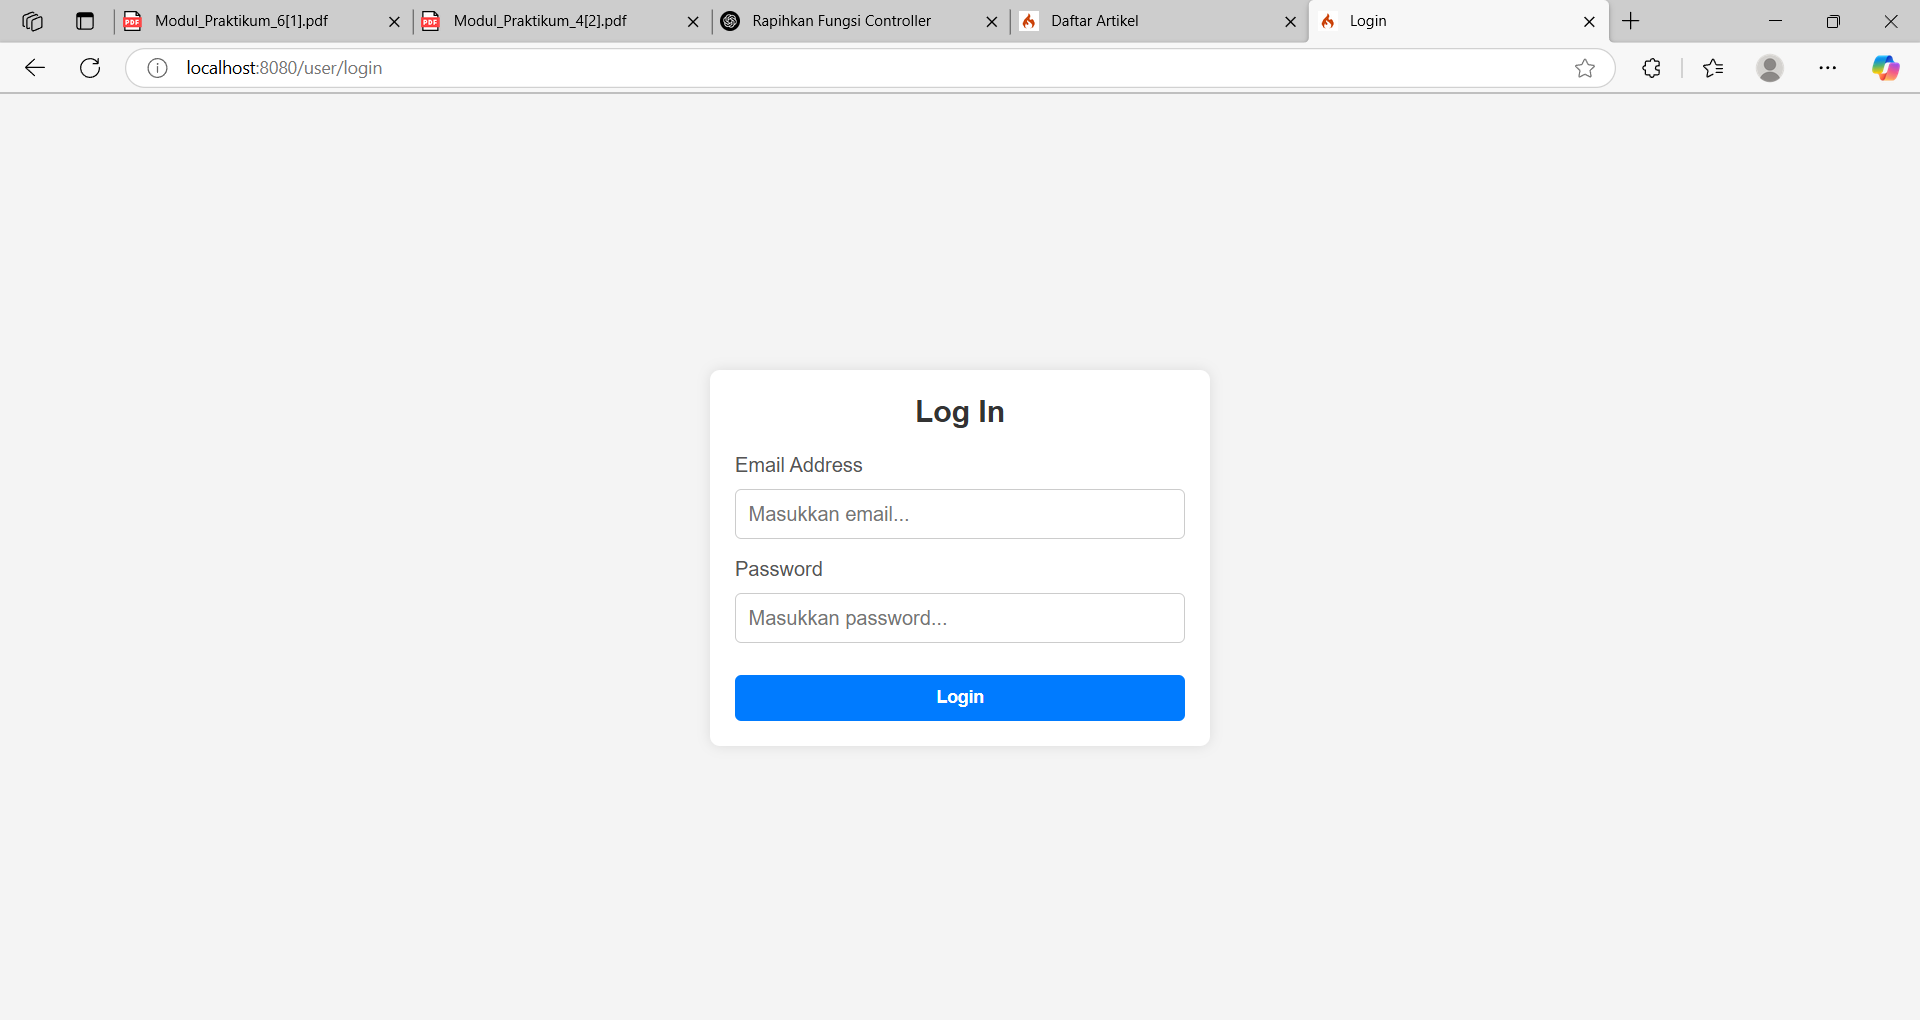 Modul_Praktikum_6[1].pdf
Modul_Praktikum_4[2].pdf
Rapihkan Fungsi Controller
Daftar Artikel
Login
localhost:8080/user/login
Log In
Email Address
Masukkan email...
Password
Masukkan password...
Login